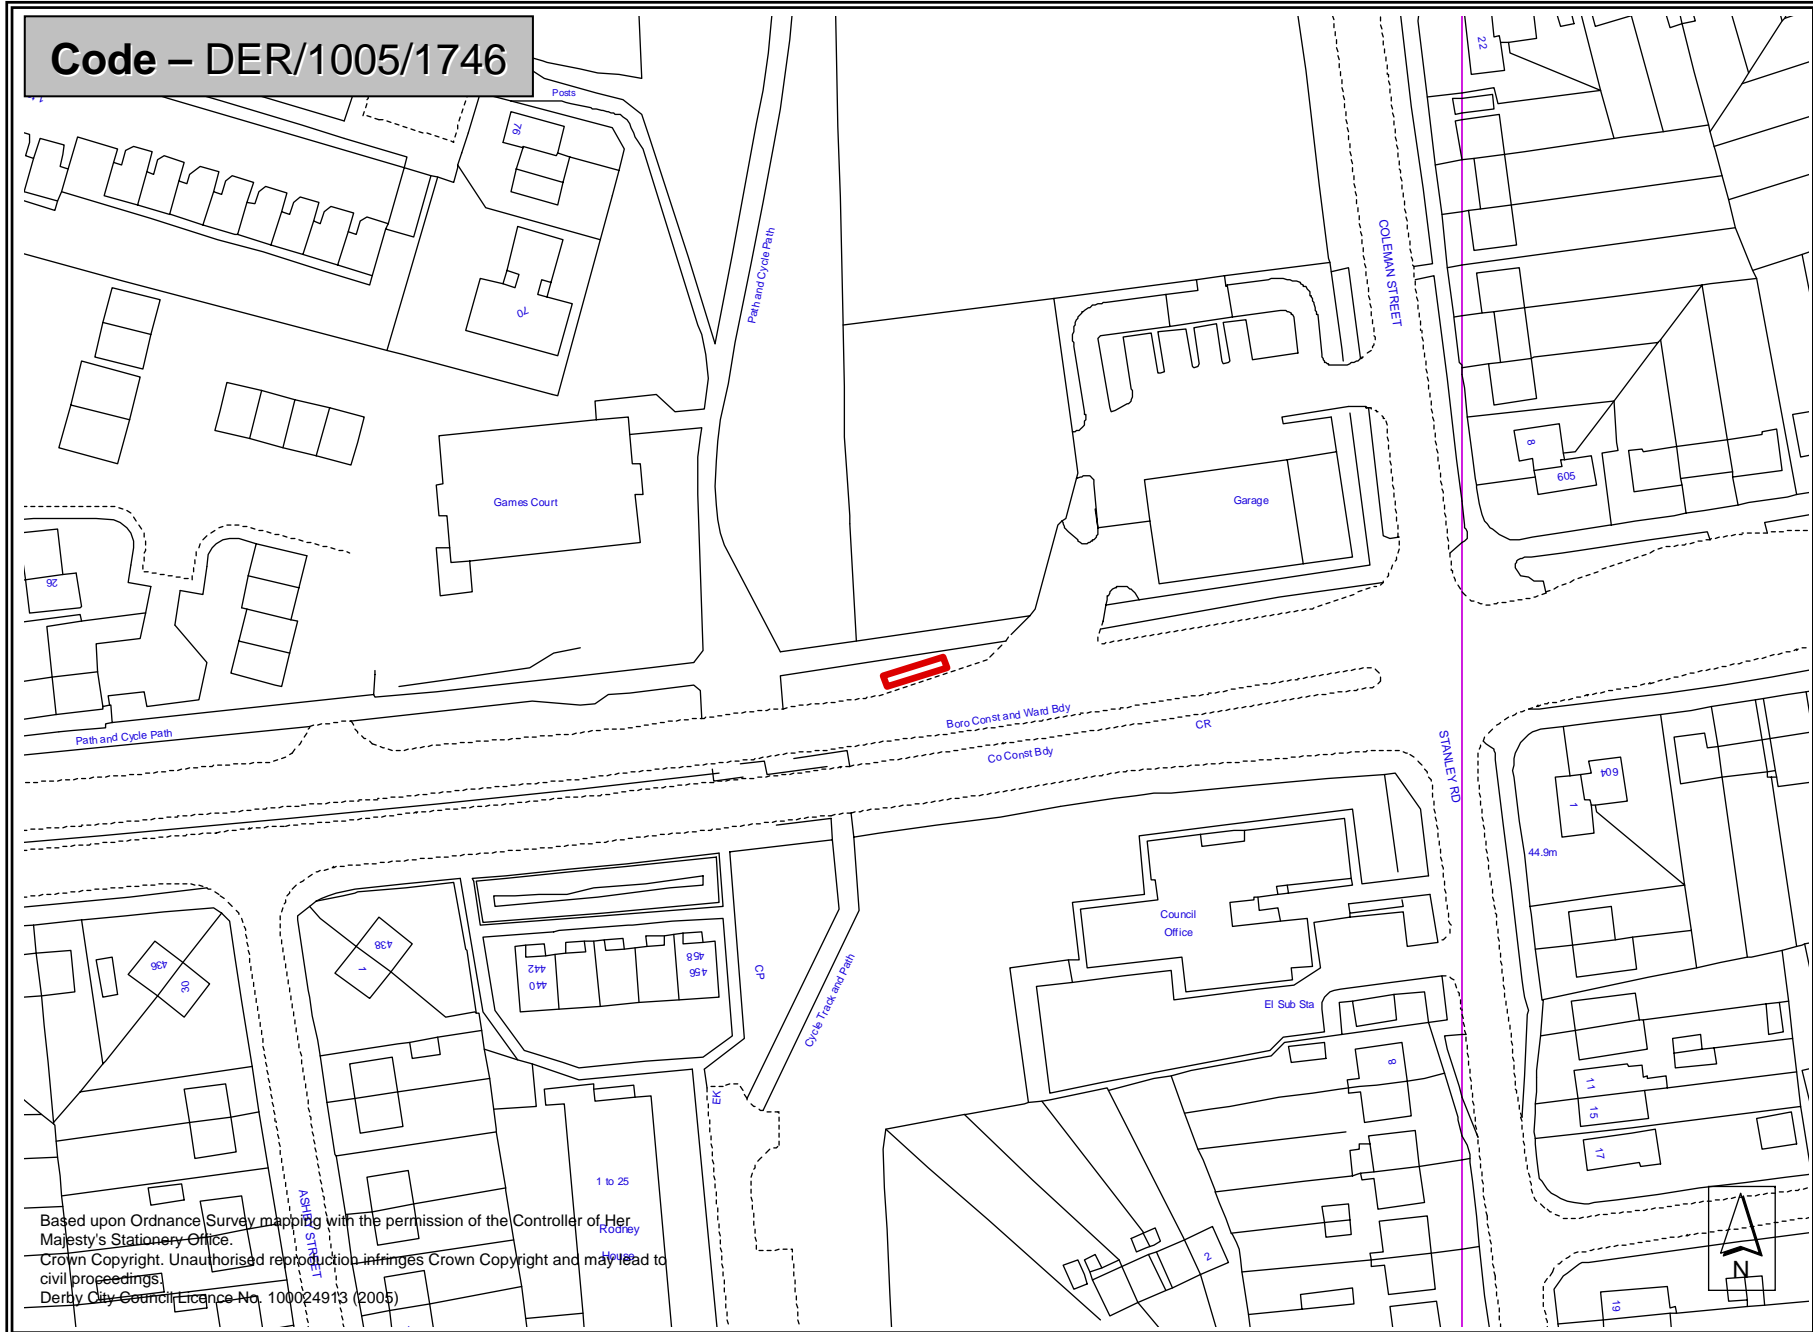 Code – DER/1005/1746
Posts
22
76
Path and Cycle Path
COLEMAN STREET
70
8
605
Games Court
Garage
26
Path and Cycle Path
Boro Const and Ward Bdy
CR
Co Const Bdy
STANLEY RD
604
1
44.9m
Council
Office
438
1
436
30
442
440
458
456
CP
Cycle Track and Path
El Sub Sta
8
EK
11
15
17
1 to 25
Rodney
House
ASHBY STREET
2
19
N
Based upon Ordnance Survey mapping with the permission of the Controller of Her
Majesty's Stationery Office.
Crown Copyright. Unauthorised reproduction infringes Crown Copyright and may lead to
civil proceedings.
Derby City Council Licence No. 100024913 (2005)